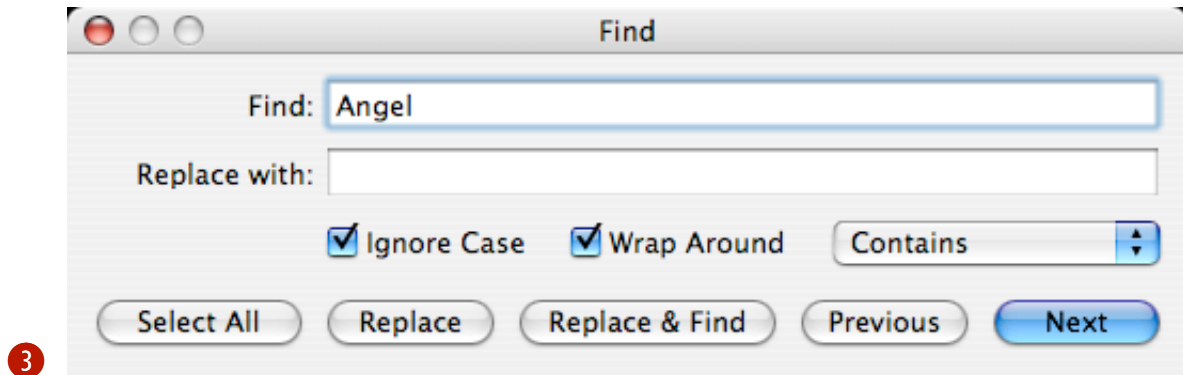 Find
Find: Angel
Replace with:
Ignore Case Wrap Around Contains
Select All Replace Replace & Find Previous Next
3